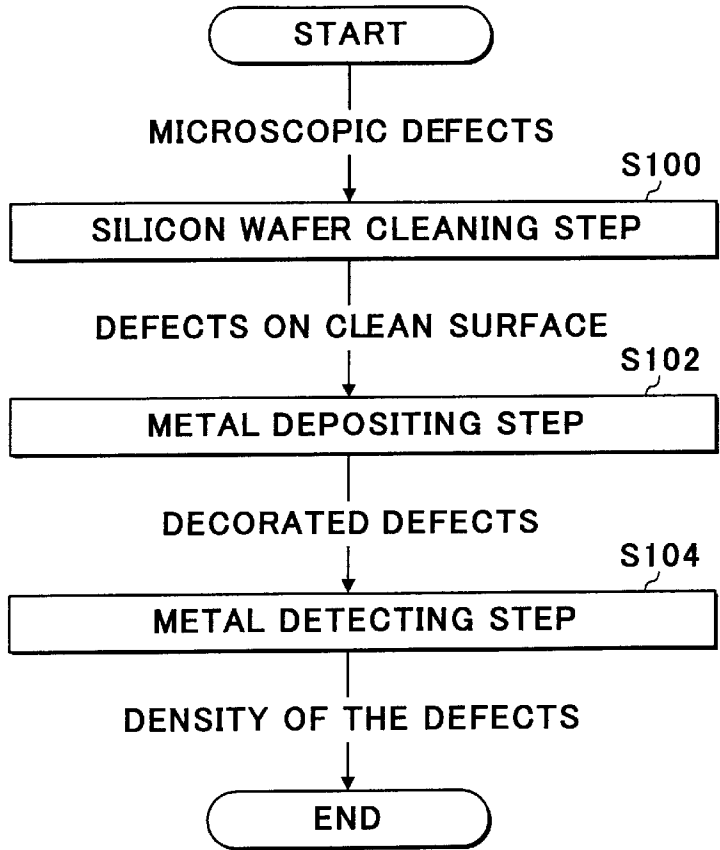 START
MICROSCOPIC DEFECTS
S100
SILICON WAFER CLEANING STEP
DEFECTS ON CLEAN SURFACE
S102
METAL DEPOSITING STEP
DECORATED DEFECTS
S104
METAL DETECTING STEP
DENSITY OF THE DEFECTS
END